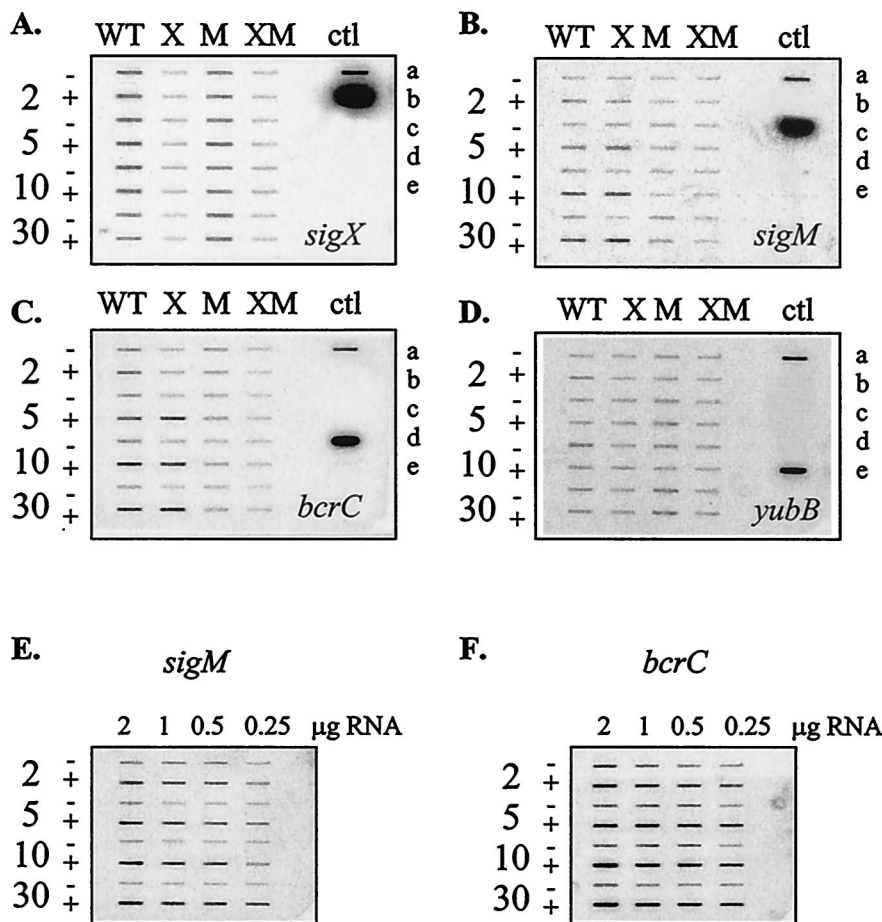 A.
WT X M XM ctl
2 - +
5 - +
10 - +
30 - +
a
b
c
d
e
sigX
B.
WT X M XM ctl
2 - +
5 - +
10 - +
30 - +
a
b
c
d
e
sigM
C.
WT X M XM ctl
2 - +
5 - +
10 - +
30 - +
a
b
c
d
e
bcrC
D.
WT X M XM ctl
2 - +
5 - +
10 - +
30 - +
a
b
c
d
e
yubB
E.
sigM
2 1 0.5 0.25 µg RNA
2 - +
5 - +
10 - +
30 - +
F.
bcrC
2 1 0.5 0.25 µg RNA
2 - +
5 - +
10 - +
30 - +